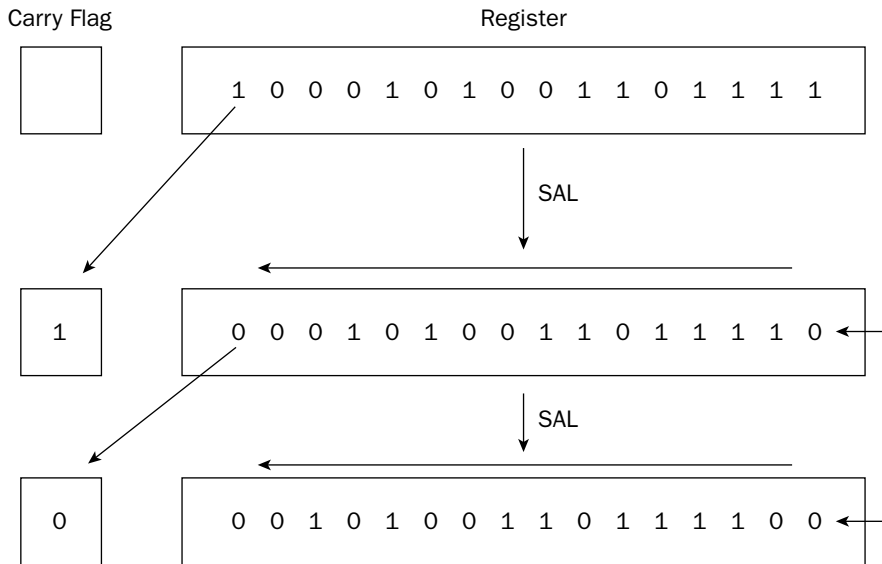 Carry Flag Register
1 0 0 0 1 0 1 0 0 1 1 0 1 1 1 1
SAL
1 0 0 0 1 0 1 0 0 1 1 0 1 1 1 1 0
SAL
0 0 0 1 0 1 0 0 1 1 0 1 1 1 1 0 0